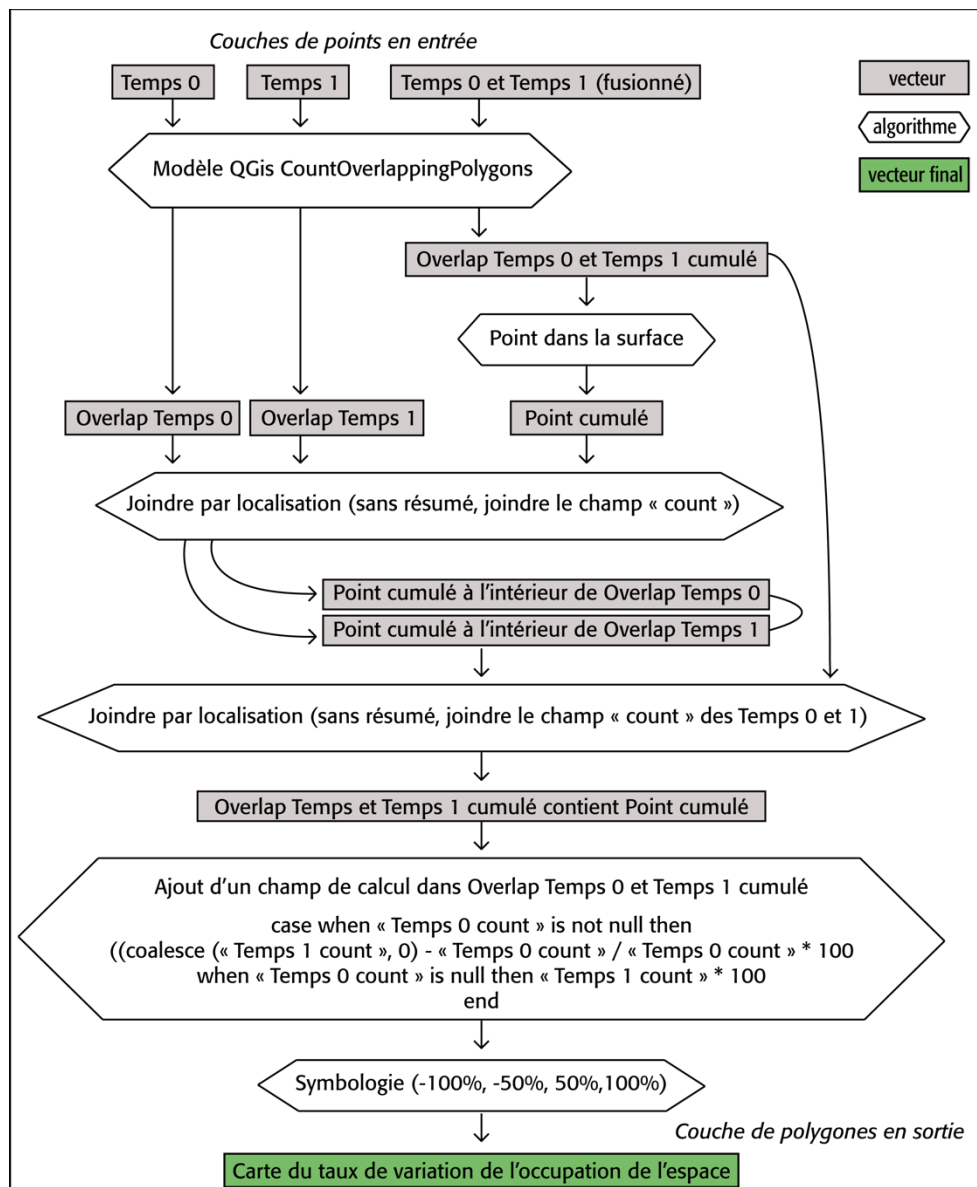 Couches de points en entrée
Temps 0
Temps 1
Temps 0 et Temps 1 (fusionné)
vecteur
algorithme
vecteur final
Modèle QGis CountOverlappingPolygons
Overlap Temps 0 et Temps 1 cumulé
Point dans la surface
Overlap Temps 0
Overlap Temps 1
Point cumulé
Joindre par localisation (sans résumé, joindre le champ « count »)
Point cumulé à l'intérieur de Overlap Temps 0
Point cumulé à l'intérieur de Overlap Temps 1
Joindre par localisation (sans résumé, joindre le champ « count » des Temps 0 et 1)
Overlap Temps et Temps 1 cumulé contient Point cumulé
Ajout d'un champ de calcul dans Overlap Temps 0 et Temps 1 cumulé
case when « Temps 0 count » is not null then
((coalesce (« Temps 1 count », 0) - « Temps 0 count » / « Temps 0 count » * 100
when « Temps 0 count » is null then « Temps 1 count » * 100
end
Symbologie (-100%, -50%, 50%,100%)
Couche de polygones en sortie
Carte du taux de variation de l'occupation de l'espace